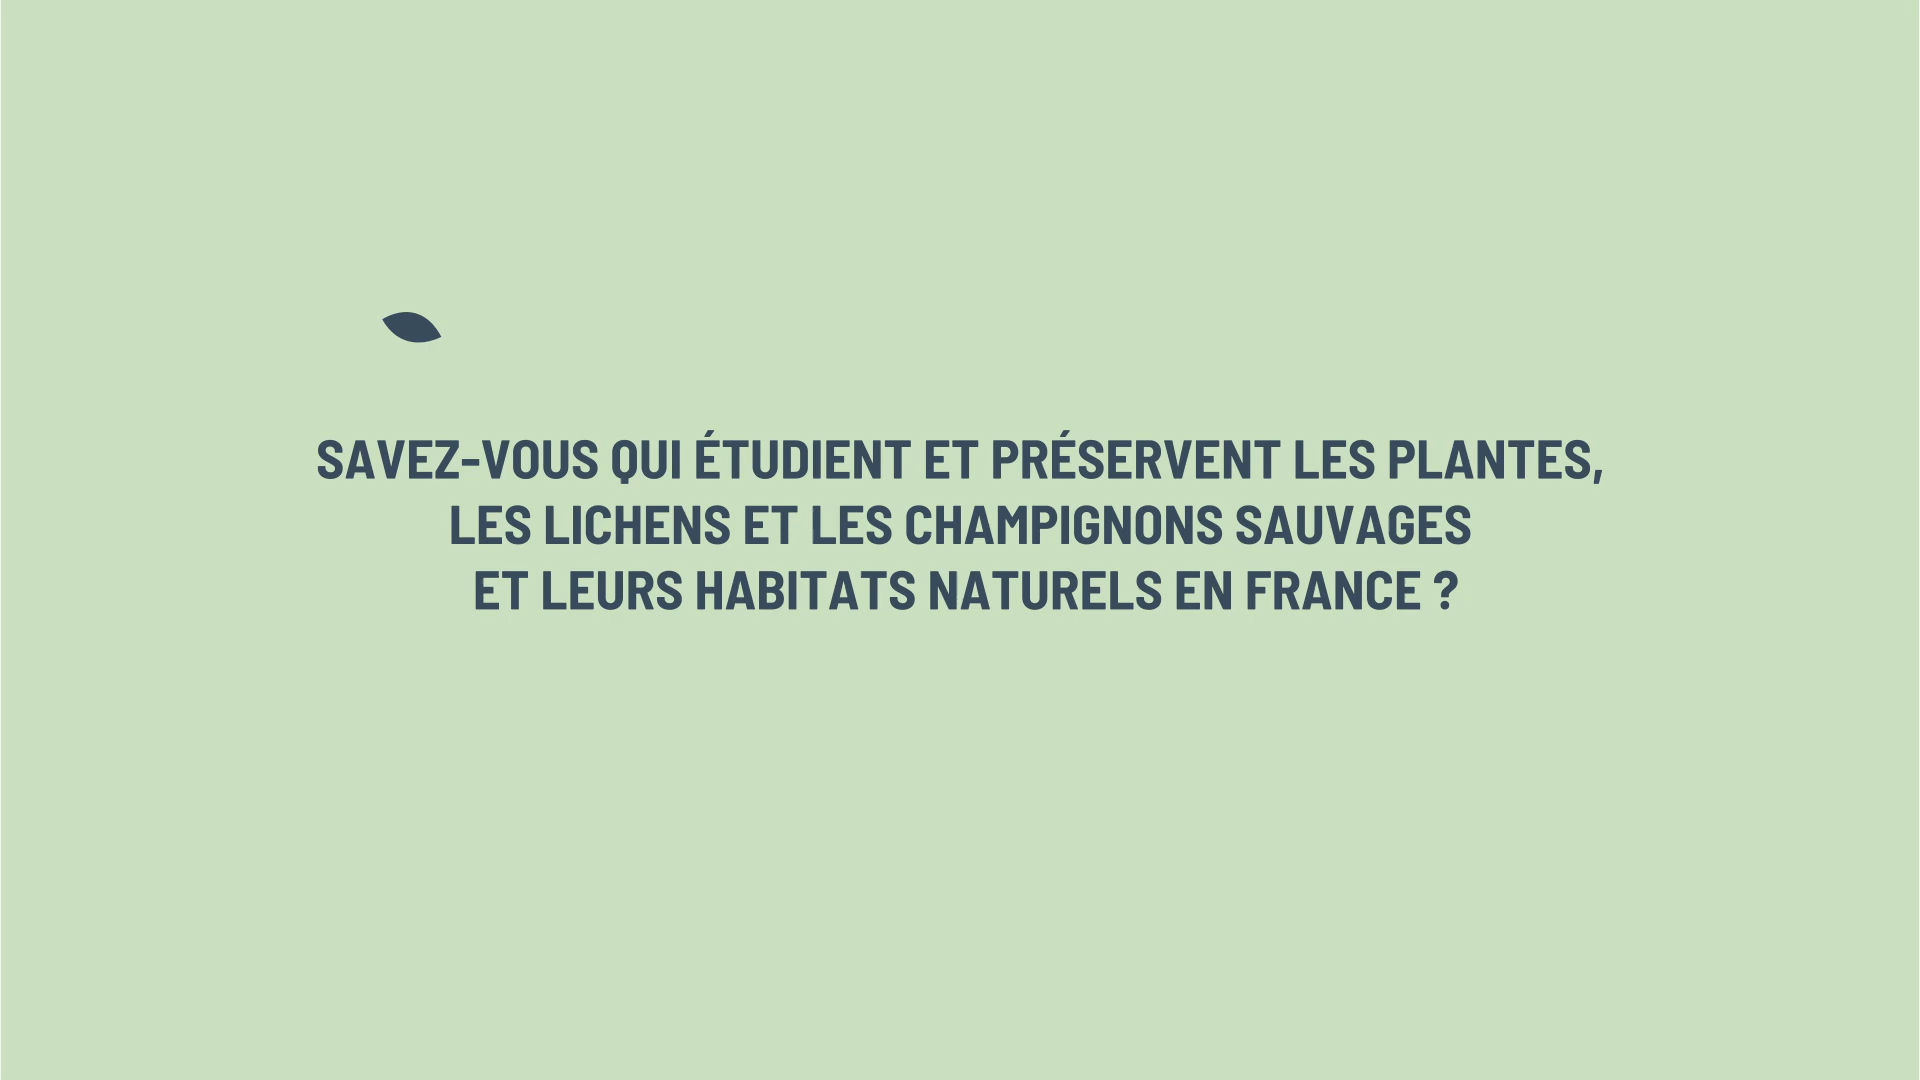 SAVEZ-VOUS QUI ÉTUDIENT ET PRÉSERVENT LES PLANTES,
LES LICHENS ET LES CHAMPIGNONS SAUVAGES
ET LEURS HABITATS NATURELS EN FRANCE ?